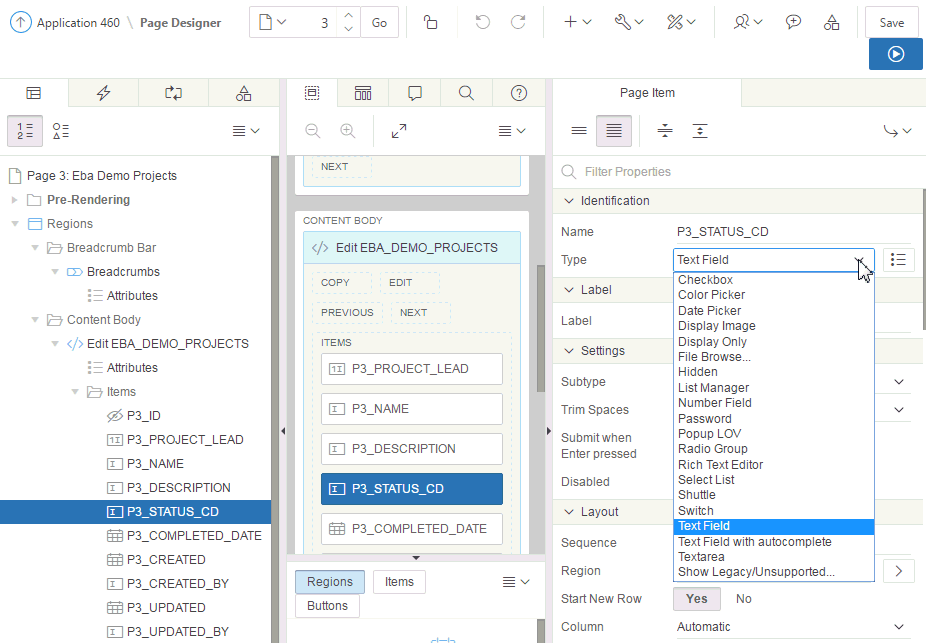 Application 460 \ Page Designer
3 Go
Save
Page Item
Page 3: Eba Demo Projects
Pre-Rendering
Regions
Breadcrumb Bar
Breadcrumbs
Attributes
Content Body
Edit EBA_DEMO_PROJECTS
Attributes
Items
P3_ID
P3_PROJECT_LEAD
P3_NAME
P3_DESCRIPTION
P3_STATUS_CD
P3_COMPLETED_DATE
P3_CREATED
P3_CREATED_BY
P3_UPDATED
P3_UPDATED_BY
NEXT
CONTENT BODY
Edit EBA_DEMO_PROJECTS
COPY EDIT
PREVIOUS NEXT
ITEMS
P3_PROJECT_LEAD
P3_NAME
P3_DESCRIPTION
P3_STATUS_CD
P3_COMPLETED_DATE
Regions Items
Buttons
Filter Properties
Identification
Name P3_STATUS_CD
Type Text Field
Checkbox
Color Picker
Date Picker
Display Image
Display Only
File Browse...
Hidden
List Manager
Number Field
Password
Popup LOV
Radio Group
Rich Text Editor
Select List
Shuttle
Switch
Text Field
Text Field with autocomplete
Textarea
Show Legacy/Unsupported...
Label
Label
Settings
Subtype
Trim Spaces
Submit when
Enter pressed
Disabled
Layout
Sequence
Region
Start New Row Yes No
Column Automatic